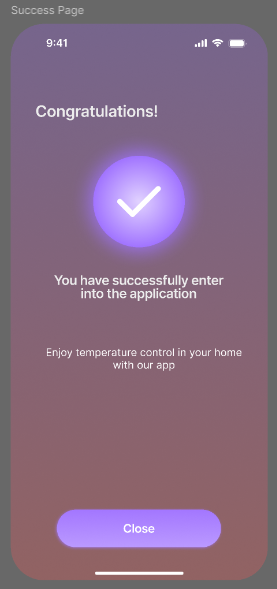 Success Page
9:41
Congratulations!
You have successfully enter
into the application
Enjoy temperature control in your home
with our app
Close